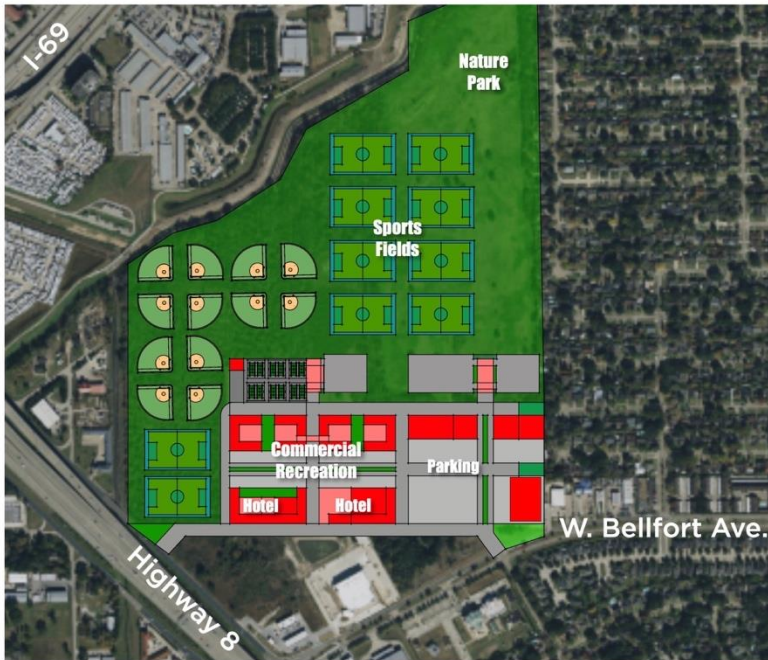 I-69
Nature
Park
Sports
Fields
Commercial
Recreation
Parking
Hotel
Hotel
W. Bellfort Ave.
Highway 8